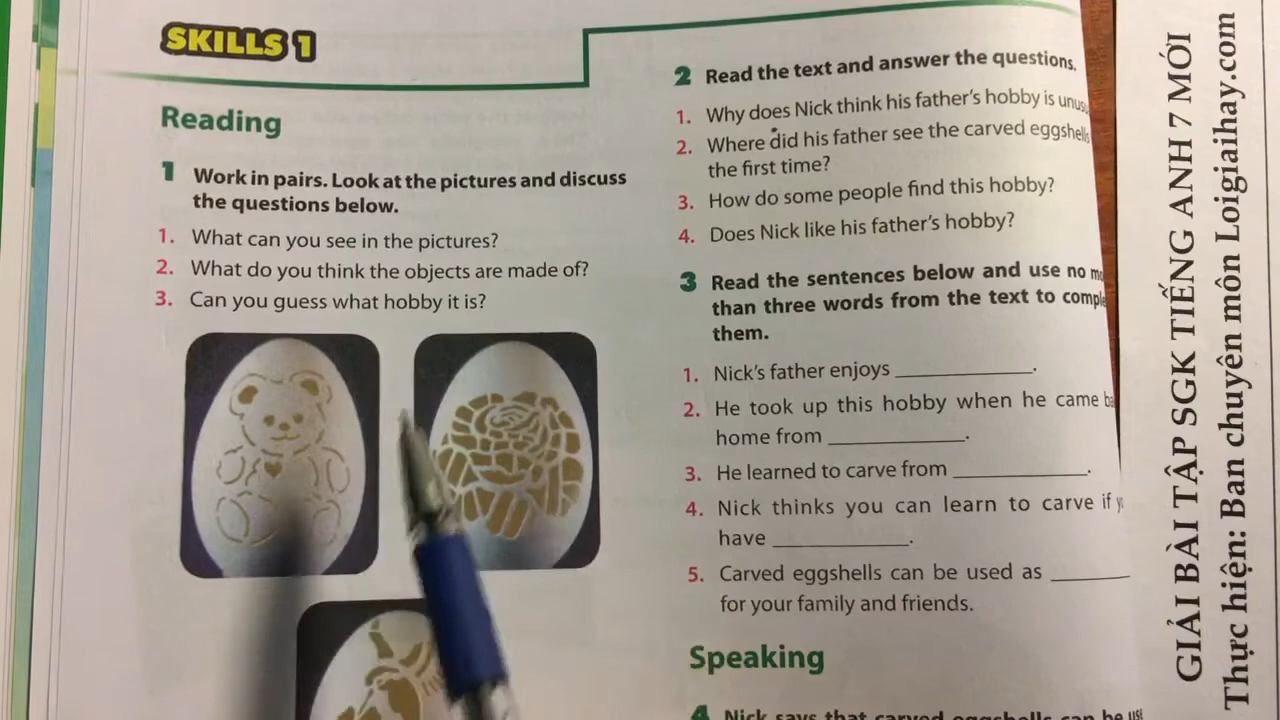 SKILLS 1
Reading
1 Work in pairs. Look at the pictures and discuss
the questions below.
1. What can you see in the pictures?
2. What do you think the objects are made of?
3. Can you guess what hobby it is?
2 Read the text and answer the questions.
1. Why does Nick think his father's hobby is
2. Where did his father see the carved eggshells
the first time?
3. How do some people find this hobby?
4. Does Nick like his father's hobby?
3 Read the sentences below and use no
than three words from the text to
them.
1. Nick's father enjoys ____________.
2. He took up this hobby when he came
home from ____________.
3. He learned to carve from ____________.
4. Nick thinks you can learn to carve if
have ____________.
5. Carved eggshells can be used as _______
for your family and friends.
Speaking
4 Nick says that carved eggshells can be
GIẢI BÀI TẬP SGK TIẾNG ANH 7 MỚI
Thực hiện: Ban chuyên môn Loigiaihay.com